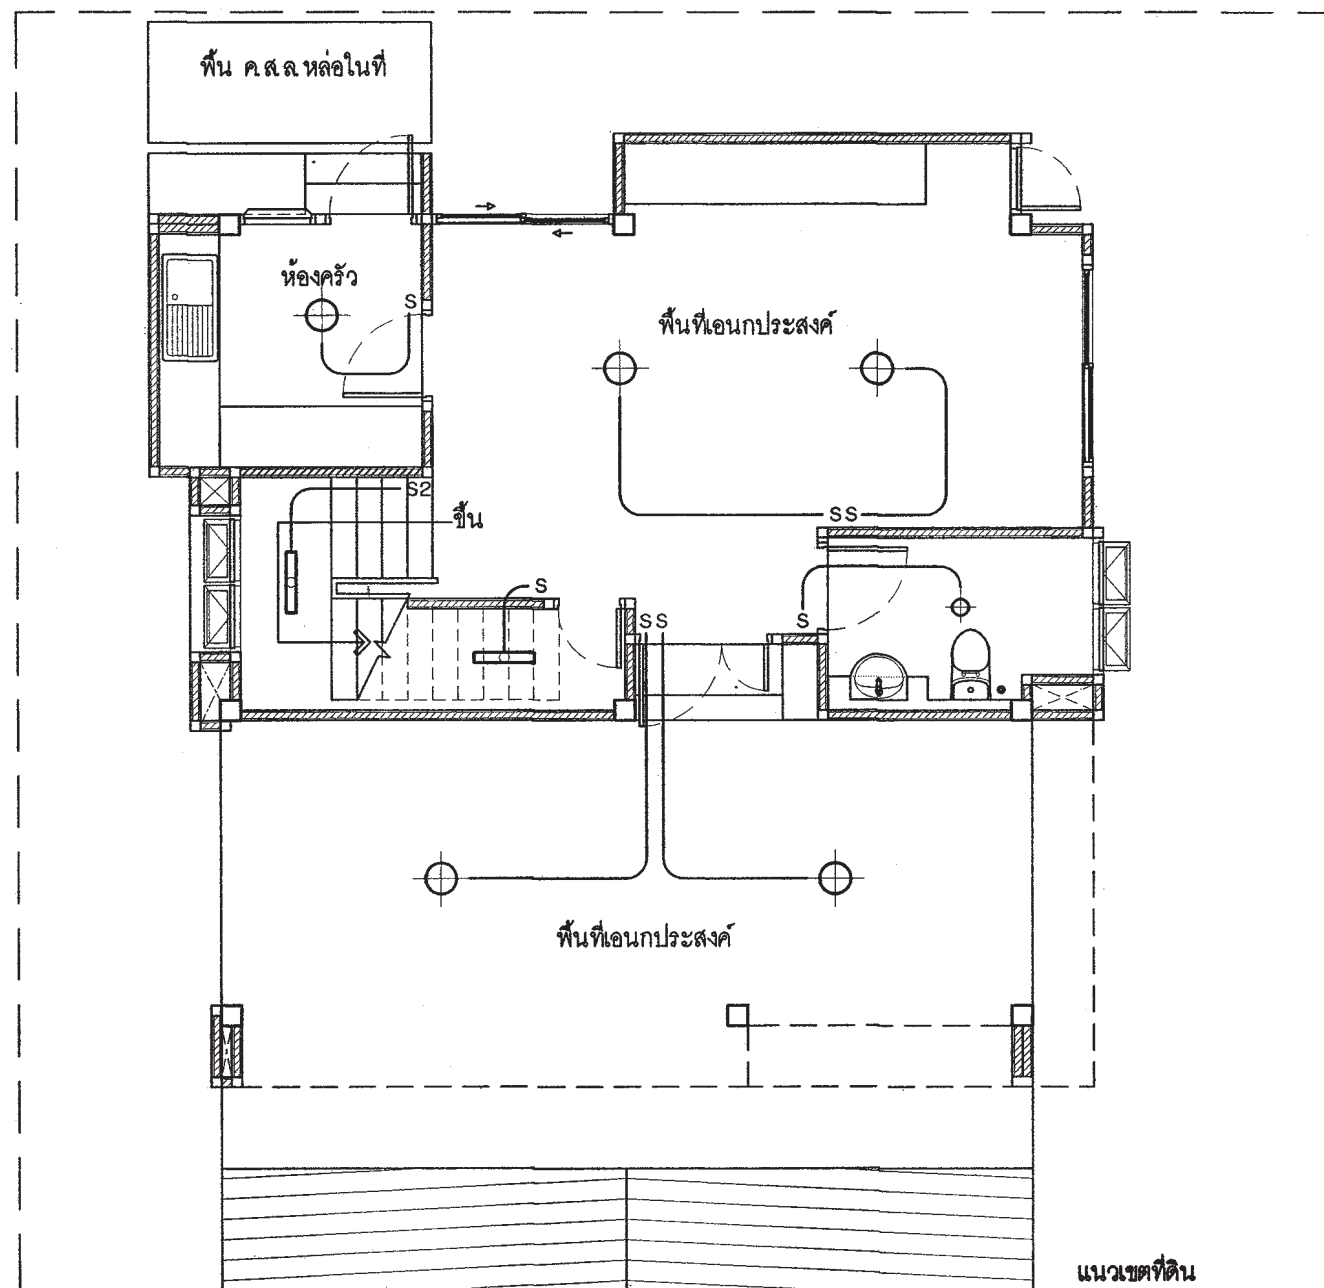 พื้น ค.ส.ล. หล่อในที่
ห้องครัว
S
พื้นที่เอนกประสงค์
S2
ขึ้น
SS
S
S
SS
พื้นที่เอนกประสงค์
แนวเขตที่ดิน